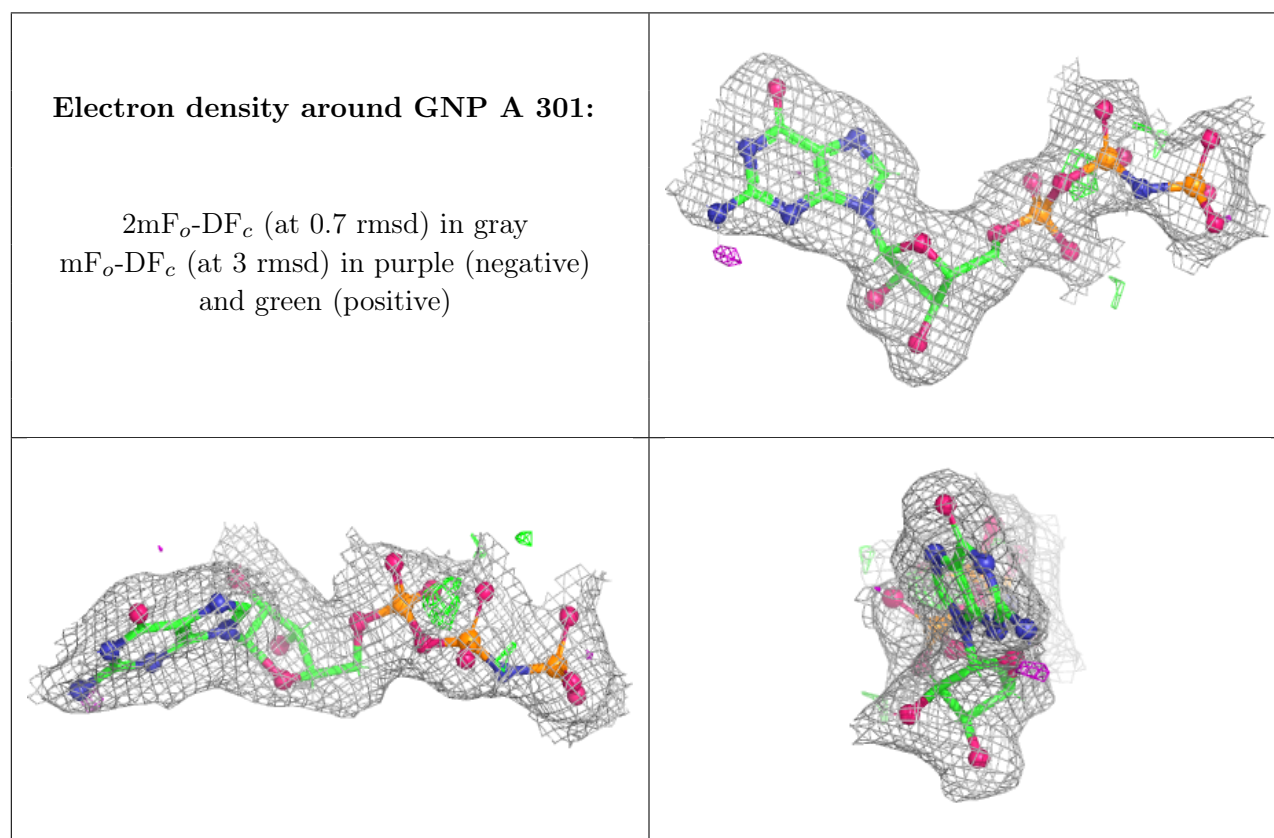 Electron density around GNP A 301:
2mFₒ-DF𝑐 (at 0.7 rmsd) in gray
mFₒ-DF𝑐 (at 3 rmsd) in purple (negative)
and green (positive)